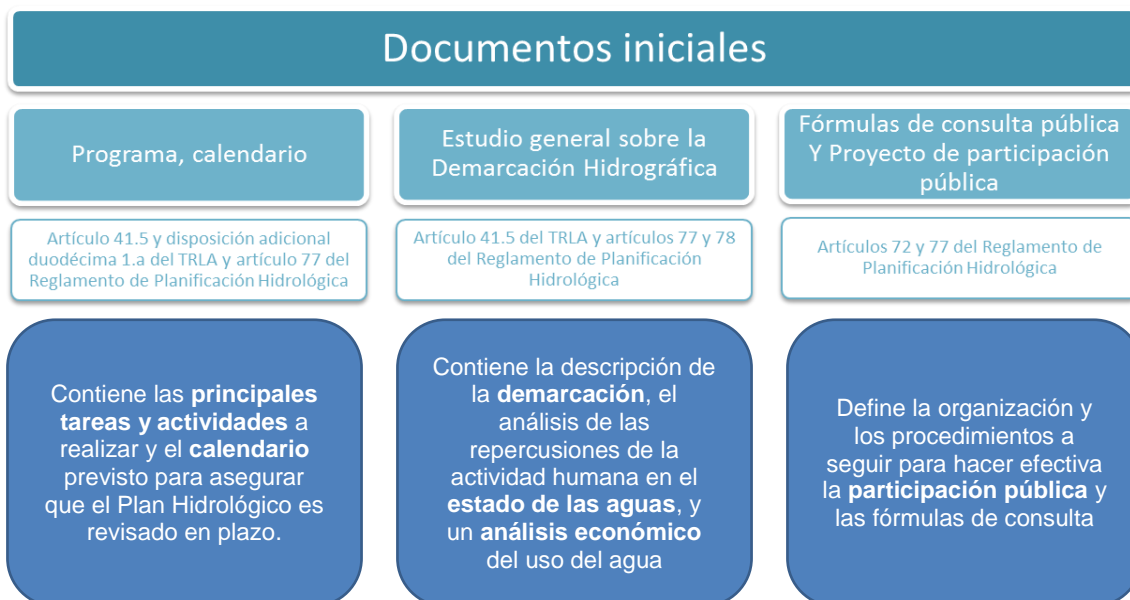 Documentos iniciales
Programa, calendario
Artículo 41.5 y disposición adicional
duodécima 1.a del TRLA y artículo 77 del
Reglamento de Planificación Hidrológica
Contiene las principales
tareas y actividades a
realizar y el calendario
previsto para asegurar
que el Plan Hidrológico es
revisado en plazo.
Estudio general sobre la
Demarcación Hidrográfica
Artículo 41.5 del TRLA y artículos 77 y 78
del Reglamento de Planificación
Hidrológica
Contiene la descripción de
la demarcación, el
análisis de las
repercusiones de la
actividad humana en el
estado de las aguas, y
un análisis económico
del uso del agua
Fórmulas de consulta pública
Y Proyecto de participación
pública
Artículos 72 y 77 del Reglamento de
Planificación Hidrológica
Define la organización y
los procedimientos a
seguir para hacer efectiva
la participación pública y
las fórmulas de consulta